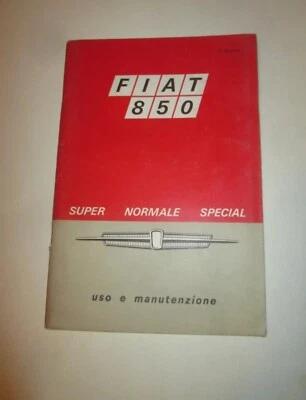 FIAT
850
SUPER NORMALE SPECIAL
uso e manutenzione